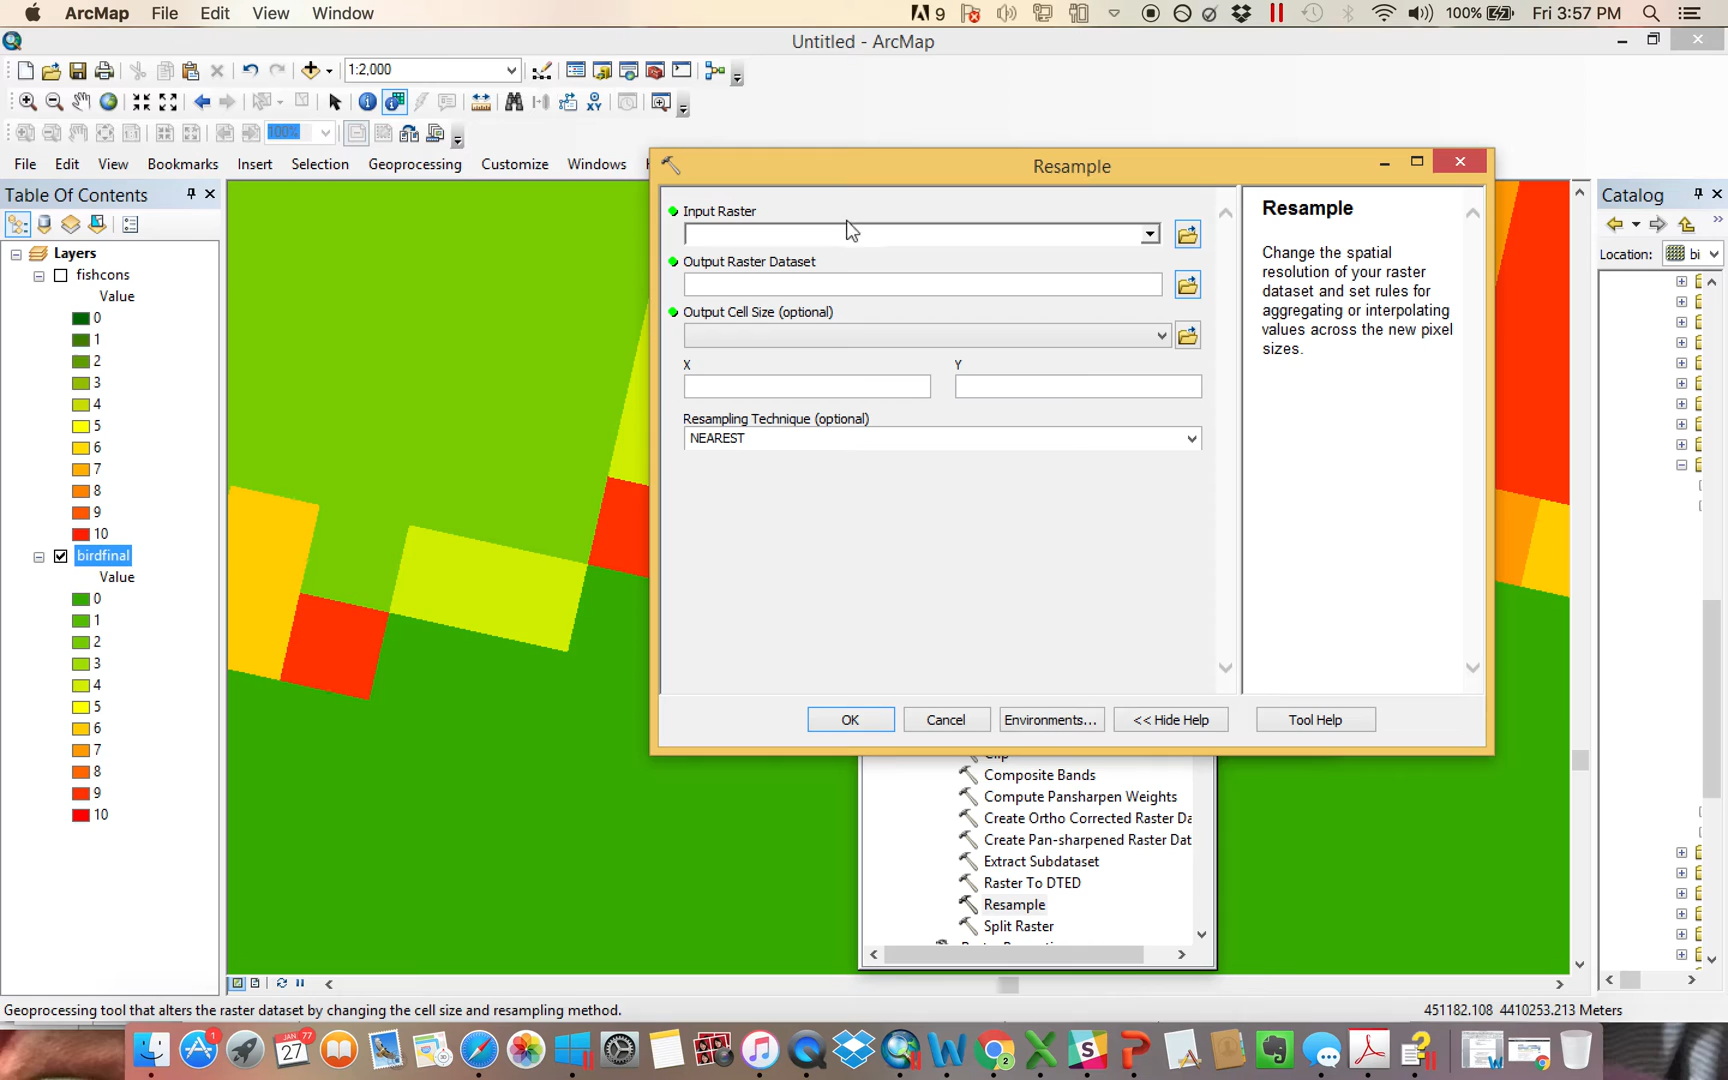 ArcMap File Edit View Window 9 100% Fri 3:57 PM
Untitled - ArcMap
1:2,000
100%
File Edit View Bookmarks Insert Selection Geoprocessing Customize Windows
Resample
Table Of Contents
Layers
fishcons
Value
0
1
2
3
4
5
6
7
8
9
10
birdfinal
Value
0
1
2
3
4
5
6
7
8
9
10
Input Raster
Output Raster Dataset
Output Cell Size (optional)
X Y
Resampling Technique (optional)
NEAREST
OK Cancel Environments... << Hide Help Tool Help
Resample
Change the spatial
resolution of your raster
dataset and set rules for
aggregating or interpolating
values across the new pixel
sizes.
Catalog
Location: bi
Composite Bands
Compute Pansharpen Weights
Create Ortho Corrected Raster Da
Create Pan-sharpened Raster Dat
Extract Subdataset
Raster To DTED
Resample
Split Raster
Geoprocessing tool that alters the raster dataset by changing the cell size and resampling method.
451182.108 4410253.213 Meters
1
JAN
27
2